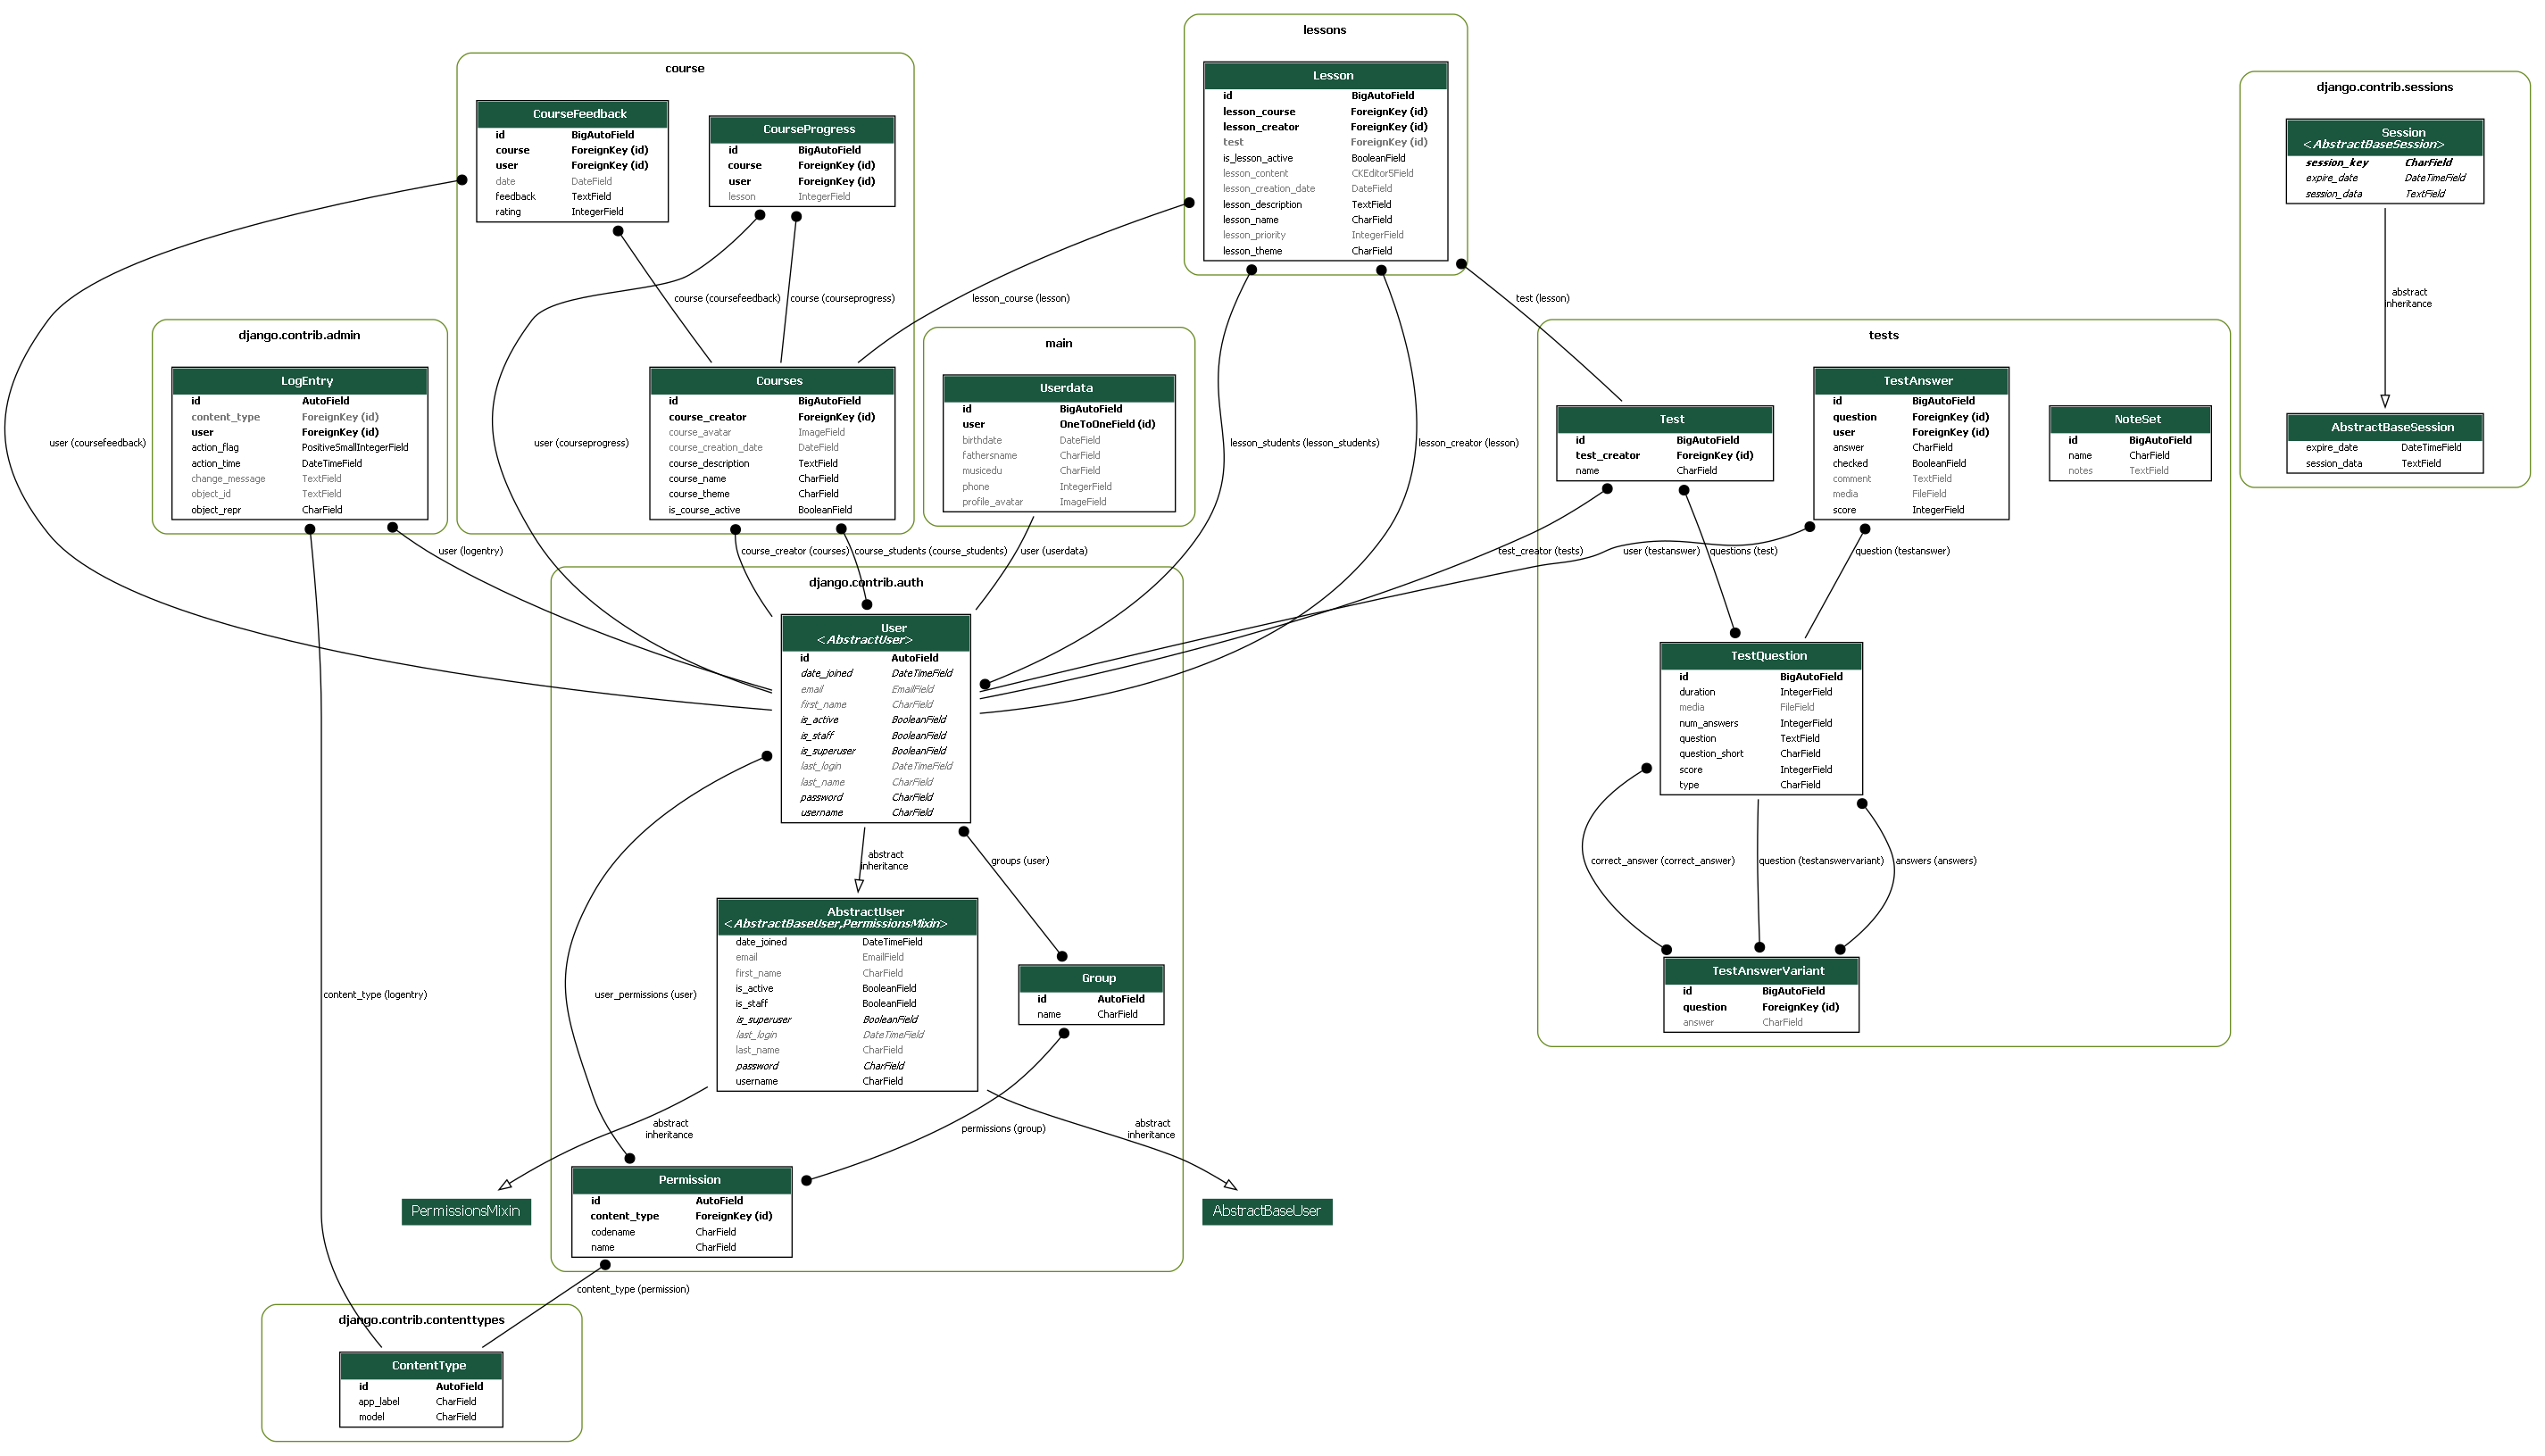 lessons
Lesson
id BigAutoField
lesson_course ForeignKey (id)
lesson_creator ForeignKey (id)
test ForeignKey (id)
is_lesson_active BooleanField
lesson_content CKEditor5Field
lesson_creation_date DateField
lesson_description TextField
lesson_name CharField
lesson_priority IntegerField
lesson_theme CharField
course
CourseFeedback
id BigAutoField
course ForeignKey (id)
user ForeignKey (id)
date DateField
feedback TextField
rating IntegerField
CourseProgress
id BigAutoField
course ForeignKey (id)
user ForeignKey (id)
lesson IntegerField
django.contrib.sessions
Session
<AbstractBaseSession>
session_key CharField
expire_date DateTimeField
session_data TextField
course (coursefeedback)
course (courseprogress)
lesson_course (lesson)
test (lesson)
abstract
inheritance
django.contrib.admin
LogEntry
id AutoField
content_type ForeignKey (id)
user ForeignKey (id)
action_flag PositiveSmallIntegerField
action_time DateTimeField
change_message TextField
object_id TextField
object_repr CharField
Courses
id BigAutoField
course_creator ForeignKey (id)
course_avatar ImageField
course_creation_date DateField
course_description TextField
course_name CharField
course_theme CharField
is_course_active BooleanField
main
Userdata
id BigAutoField
user OneToOneField (id)
birthdate DateField
fathersname CharField
musicedu CharField
phone IntegerField
profile_avatar ImageField
tests
Test
id BigAutoField
test_creator ForeignKey (id)
name CharField
TestAnswer
id BigAutoField
question ForeignKey (id)
user ForeignKey (id)
answer CharField
checked BooleanField
comment TextField
media FileField
score IntegerField
NoteSet
id BigAutoField
name CharField
notes TextField
AbstractBaseSession
expire_date DateTimeField
session_data TextField
user (coursefeedback)
user (courseprogress)
lesson_students (lesson_students)
lesson_creator (lesson)
user (logentry)
course_creator (courses)
course_students (course_students)
user (userdata)
test_creator (tests)
user (testanswer)
questions (test)
question (testanswer)
django.contrib.auth
User
<AbstractUser>
id AutoField
date_joined DateTimeField
email EmailField
first_name CharField
is_active BooleanField
is_staff BooleanField
is_superuser BooleanField
last_login DateTimeField
last_name CharField
password CharField
username CharField
TestQuestion
id BigAutoField
duration IntegerField
media FileField
num_answers IntegerField
question TextField
question_short CharField
score IntegerField
type CharField
abstract
inheritance
groups (user)
correct_answer (correct_answer)
question (testanswervariant)
answers (answers)
AbstractUser
<AbstractBaseUser,PermissionsMixin>
date_joined DateTimeField
email EmailField
first_name CharField
is_active BooleanField
is_staff BooleanField
is_superuser BooleanField
last_login DateTimeField
last_name CharField
password CharField
username CharField
Group
id AutoField
name CharField
TestAnswerVariant
id BigAutoField
question ForeignKey (id)
answer CharField
content_type (logentry)
user_permissions (user)
abstract
inheritance
permissions (group)
abstract
inheritance
PermissionsMixin
Permission
id AutoField
content_type ForeignKey (id)
codename CharField
name CharField
AbstractBaseUser
content_type (permission)
django.contrib.contenttypes
ContentType
id AutoField
app_label CharField
model CharField